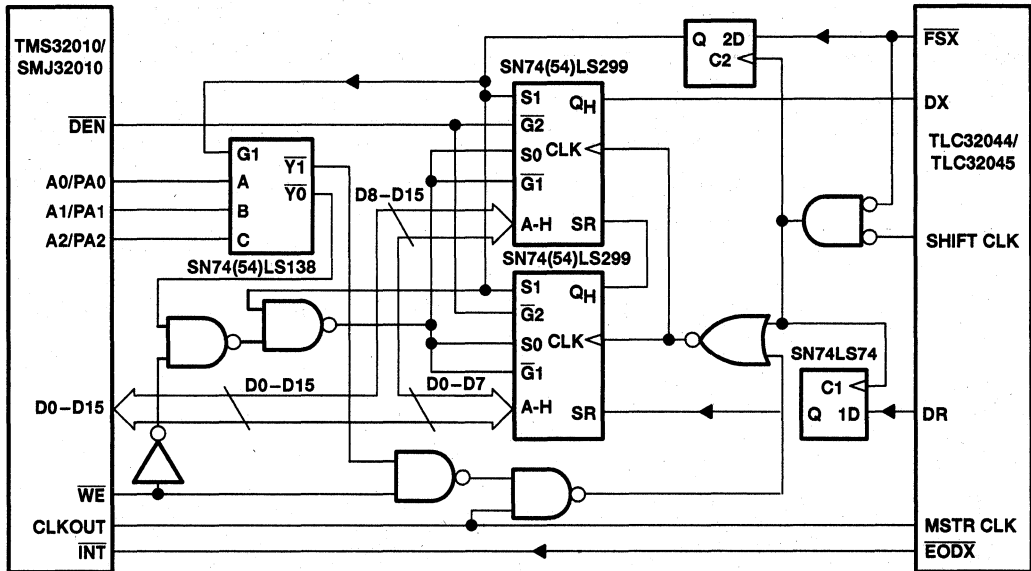 TMS32010/
SMJ32010
DEN
A0/PA0
A1/PA1
A2/PA2
D0–D15
WE
CLKOUT
INT
G1
A
B
C
Y1
Y0
SN74(54)LS138
D8–D15
D0–D15
D0–D7
SN74(54)LS299
S1
G2
S0
G1
A-H
QH
CLK
SR
SN74(54)LS299
S1
G2
S0
G1
A-H
QH
CLK
SR
Q 2D
C2
SN74LS74
C1
Q 1D
FSX
DX
TLC32044/
TLC32045
SHIFT CLK
DR
MSTR CLK
EODX